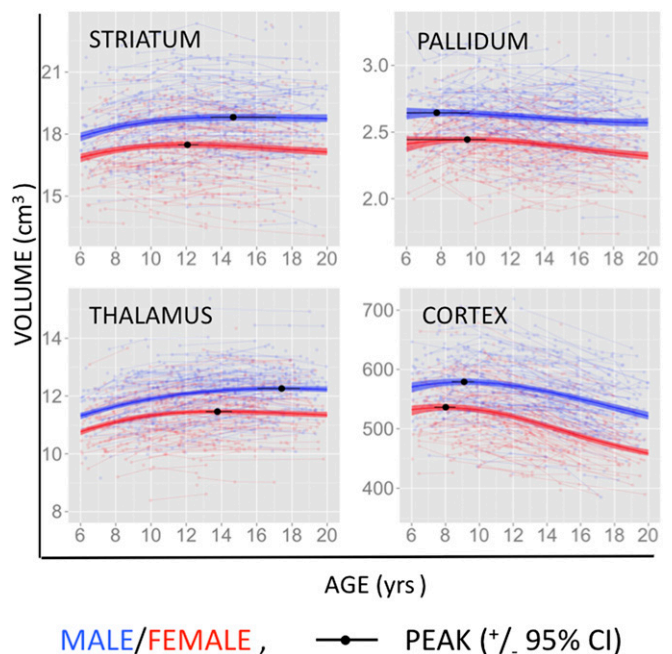 STRIATUM
21
18
15
6 8 10 12 14 16 18 20
PALLIDUM
3.0
2.5
2.0
6 8 10 12 14 16 18 20
THALAMUS
14
12
11
8
6 8 10 12 14 16 18 20
CORTEX
700
600
500
400
6 8 10 12 14 16 18 20
VOLUME (cm³)
AGE (yrs)
MALE/FEMALE , PEAK (⁺/₋ 95% CI)